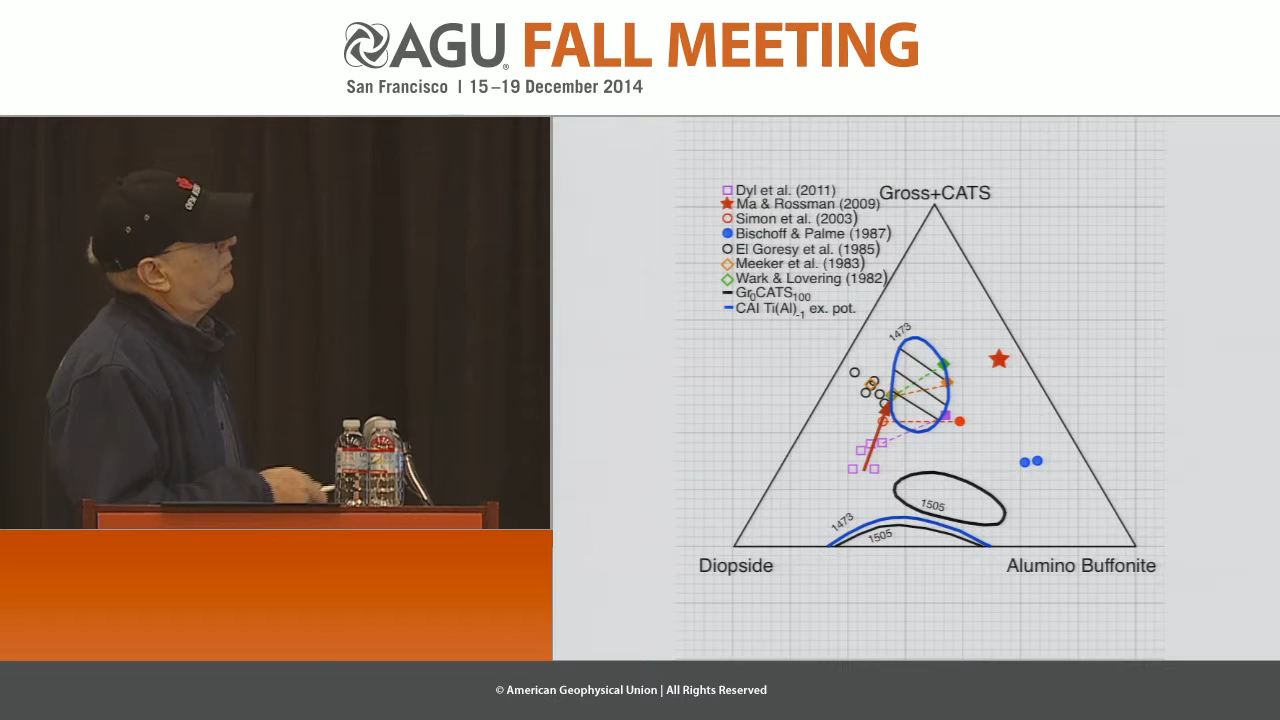 AGU® FALL MEETING
San Francisco | 15–19 December 2014
Gross+CATS
Dyl et al. (2011)
Ma & Rossman (2009)
Simon et al. (2003)
Bischoff & Palme (1987)
El Goresy et al. (1985)
Meeker et al. (1983)
Wark & Lovering (1982)
Gr0CATS100
CAI Ti(Al)-1 ex. pot.
1473
1505
1473
1505
Diopside
Alumino Buffonite
© American Geophysical Union | All Rights Reserved